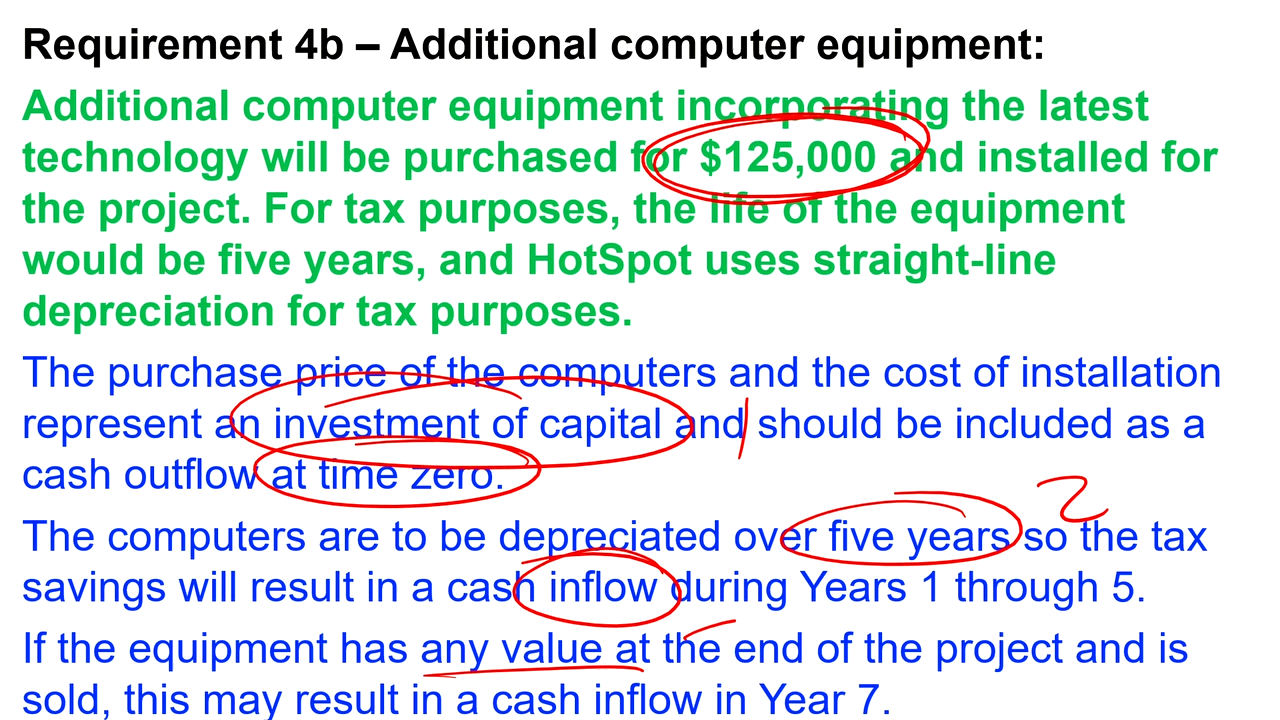 Requirement 4b – Additional computer equipment:
Additional computer equipment incorporating the latest
technology will be purchased for $125,000 and installed for
the project. For tax purposes, the life of the equipment
would be five years, and HotSpot uses straight-line
depreciation for tax purposes.
The purchase price of the computers and the cost of installation
represent an investment of capital and should be included as a
cash outflow at time zero.
2
The computers are to be depreciated over five years so the tax
savings will result in a cash inflow during Years 1 through 5.
If the equipment has any value at the end of the project and is
sold, this may result in a cash inflow in Year 7.